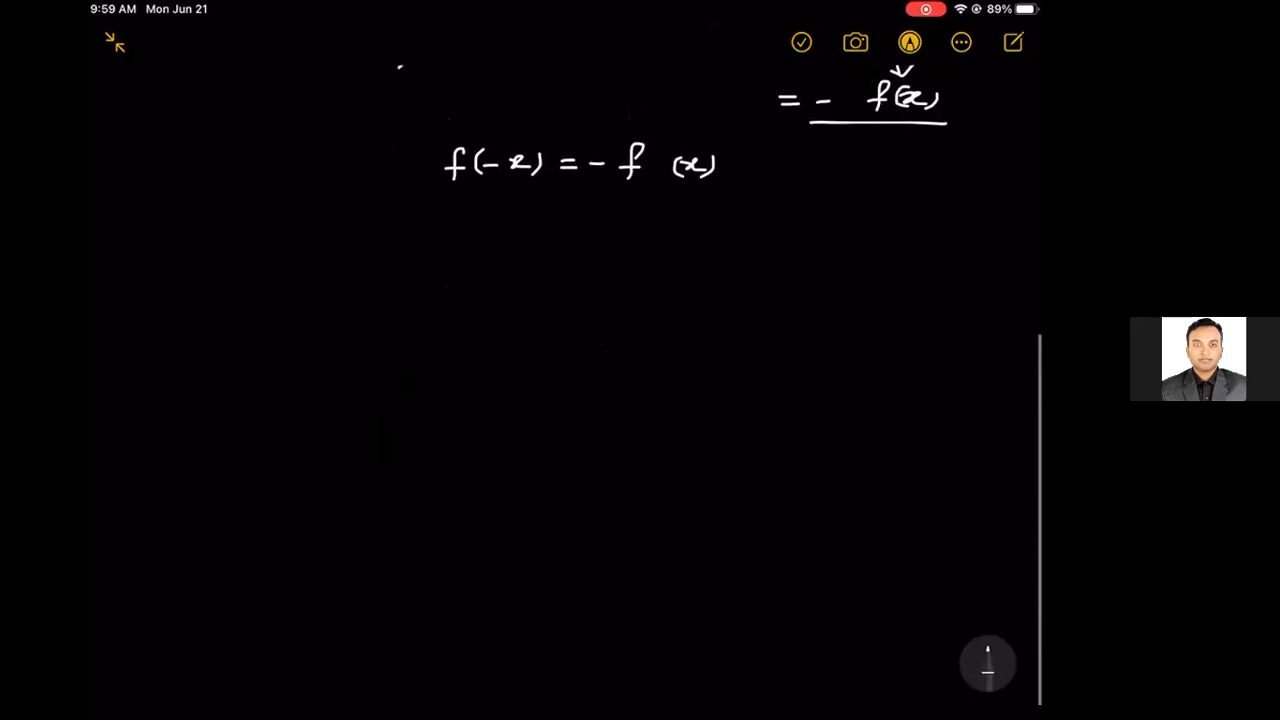 9:59 AM Mon Jun 21
89%
= - f(x)
f(-x) = - f (x)